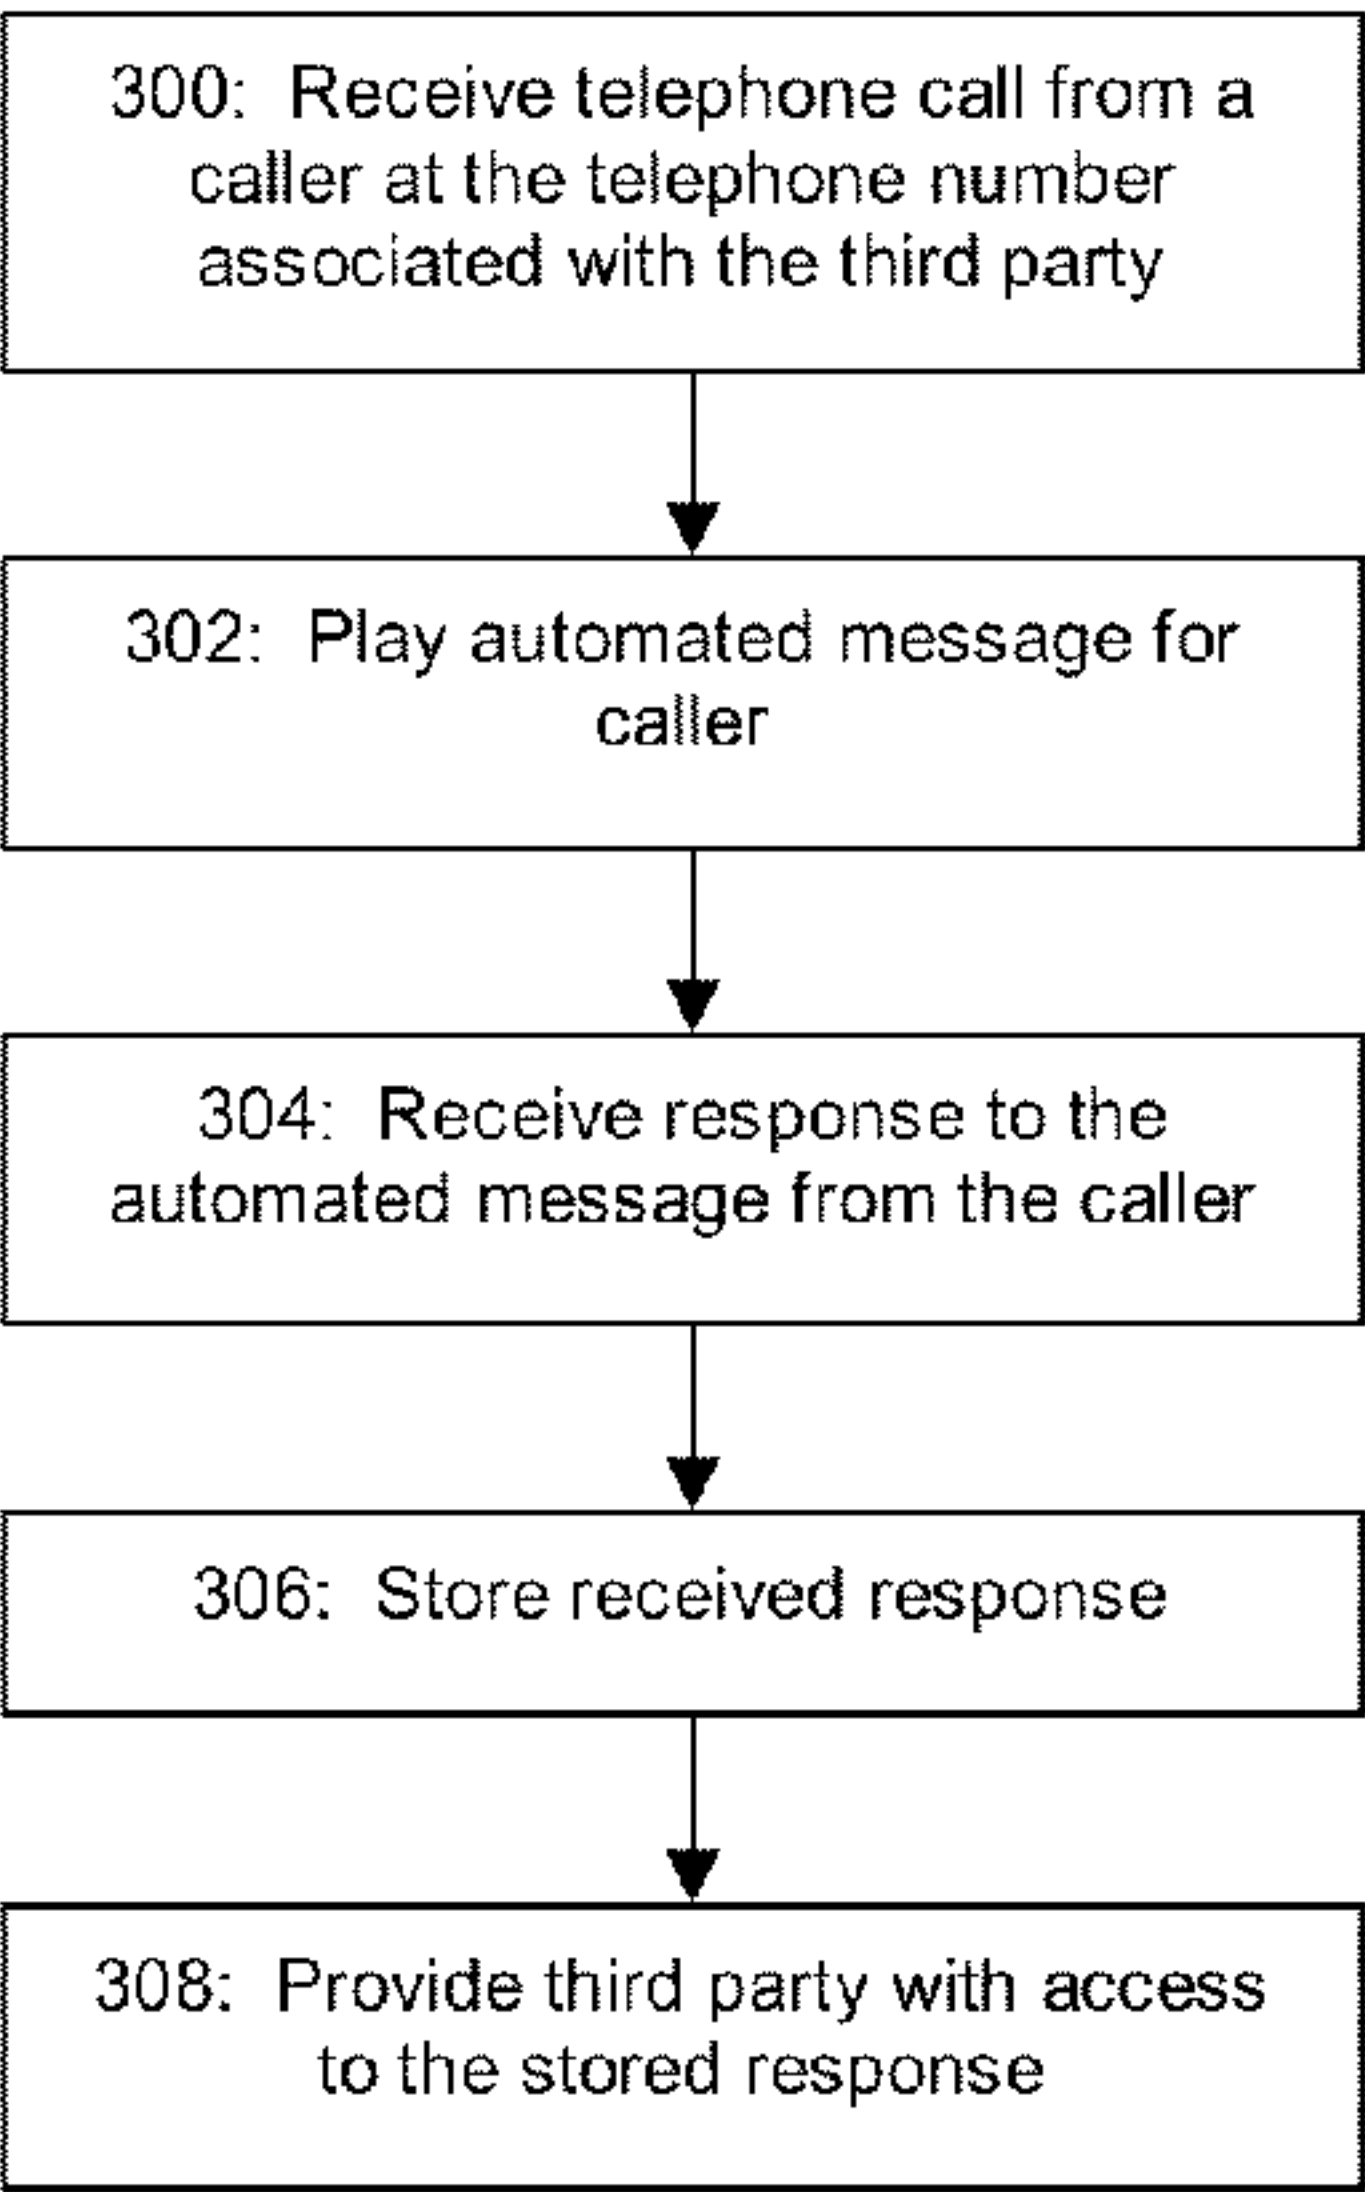 300: Receive telephone call from a
caller at the telephone number
associated with the third party
302: Play automated message for
caller
304: Receive response to the
automated message from the caller
306: Store received response
308: Provide third party with access
to the stored response